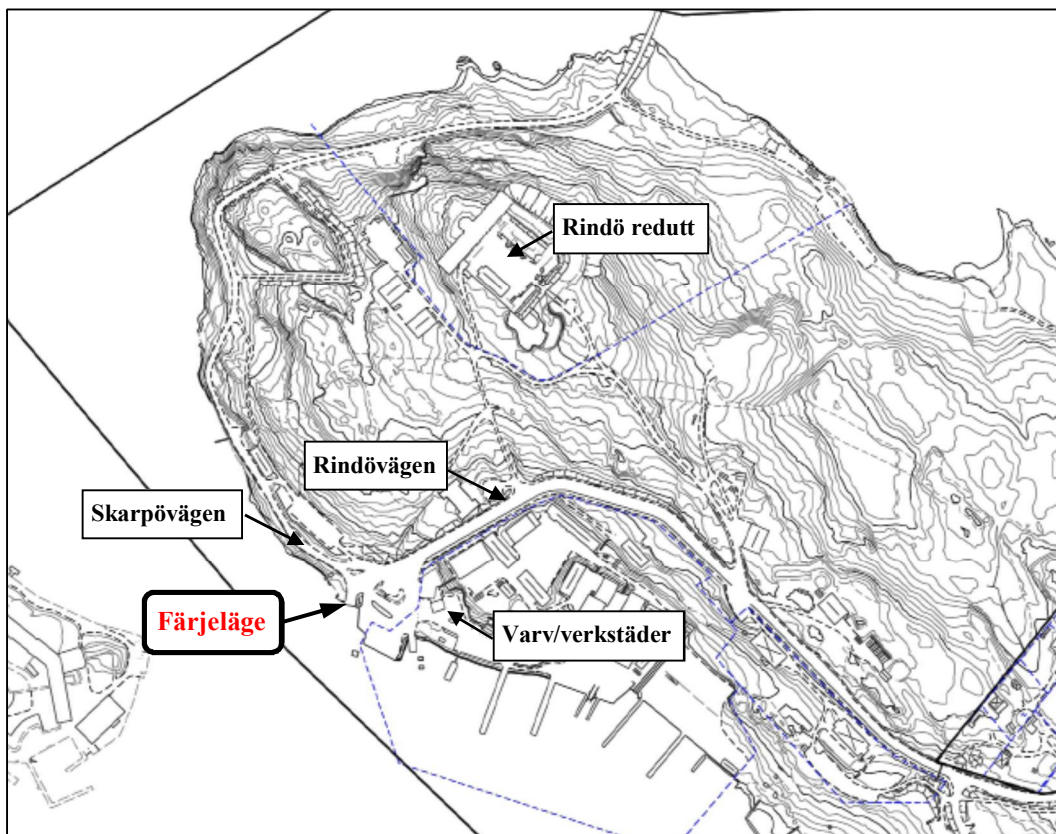 Rindö redutt
Rindövägen
Skarpövägen
Färjeläge
Varv/verkstäder